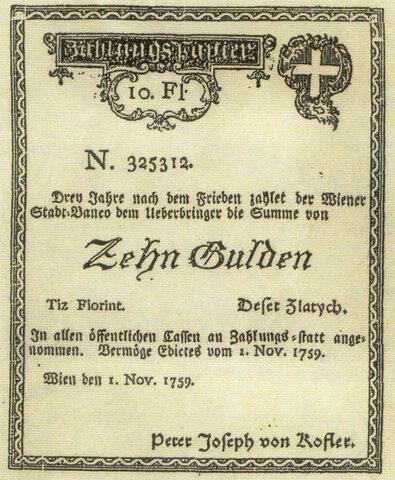 Zahlungs-Papier
10. Fl
N. 325312.
Drey Jahre nach dem Frieden zahlet der Wiener
Stadt-Banco dem Ueberbringer die Summe von
Zehn Gulden
Tiz Fiorint. Deset Zlatych.
In allen öffentlichen Cassen an Zahlungs-statt ange-
nommen. Vermöge Edictes vom 1. Nov. 1759.
Wien den 1. Nov. 1759.
Peter Joseph von Kofler.